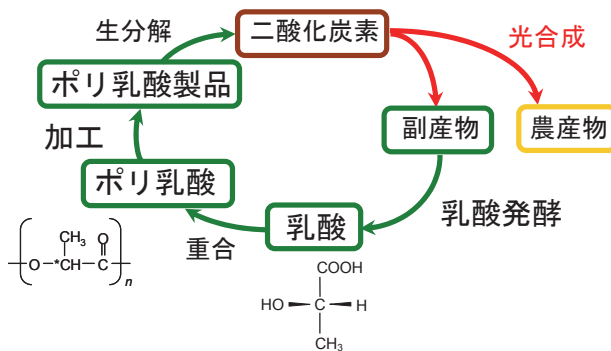 生分解
二酸化炭素
光合成
ポリ乳酸製品
副産物
農産物
加工
ポリ乳酸
乳酸発酵
乳酸
重合
CH3
O
O
*CH
C
n
COOH
HO
C
H
CH3